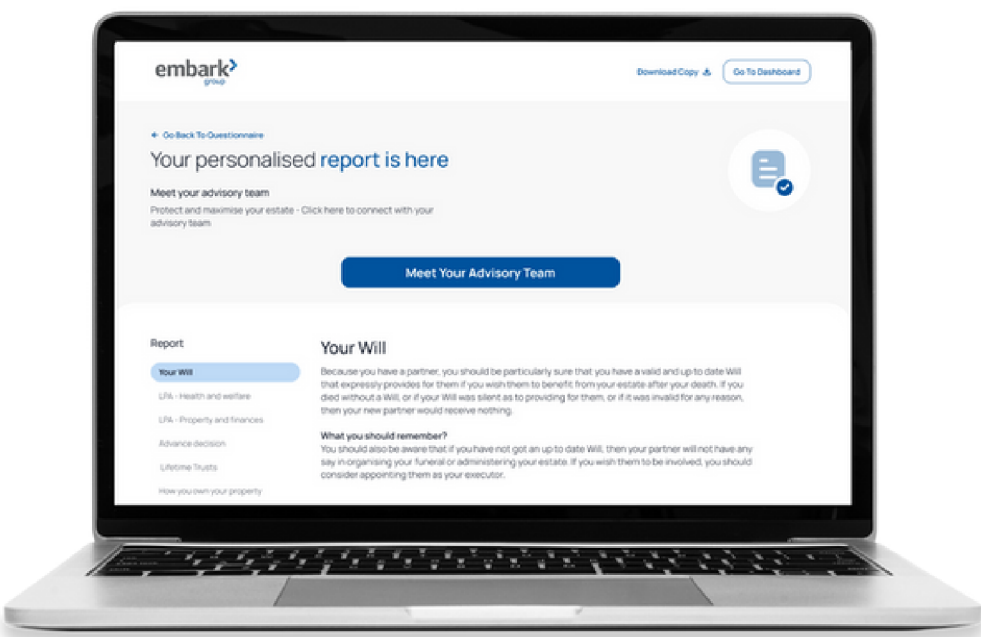 embark
group
Download Copy
Go To Dashboard
Go Back To Questionnaire
Your personalised report is here
Meet your advisory team
Protect and maximise your estate - Click here to connect with your
advisory team
Meet Your Advisory Team
Report
Your Will
LPA - Health and welfare
LPA - Property and finances
Advance decision
Lifetime Trusts
How you own your property
Your Will
Because you have a partner, you should be particularly sure that you have a valid and up to date Will
that expressly provides for them if you wish them to benefit from your estate after your death. If you
died without a Will, or if your Will was silent as to providing for them, or if it was invalid for any reason,
then your new partner would receive nothing.
What you should remember?
You should also be aware that if you have not got an up to date Will, then your partner will not have any
say in organising your funeral or administering your estate. If you wish them to be involved, you should
consider appointing them as your executor.